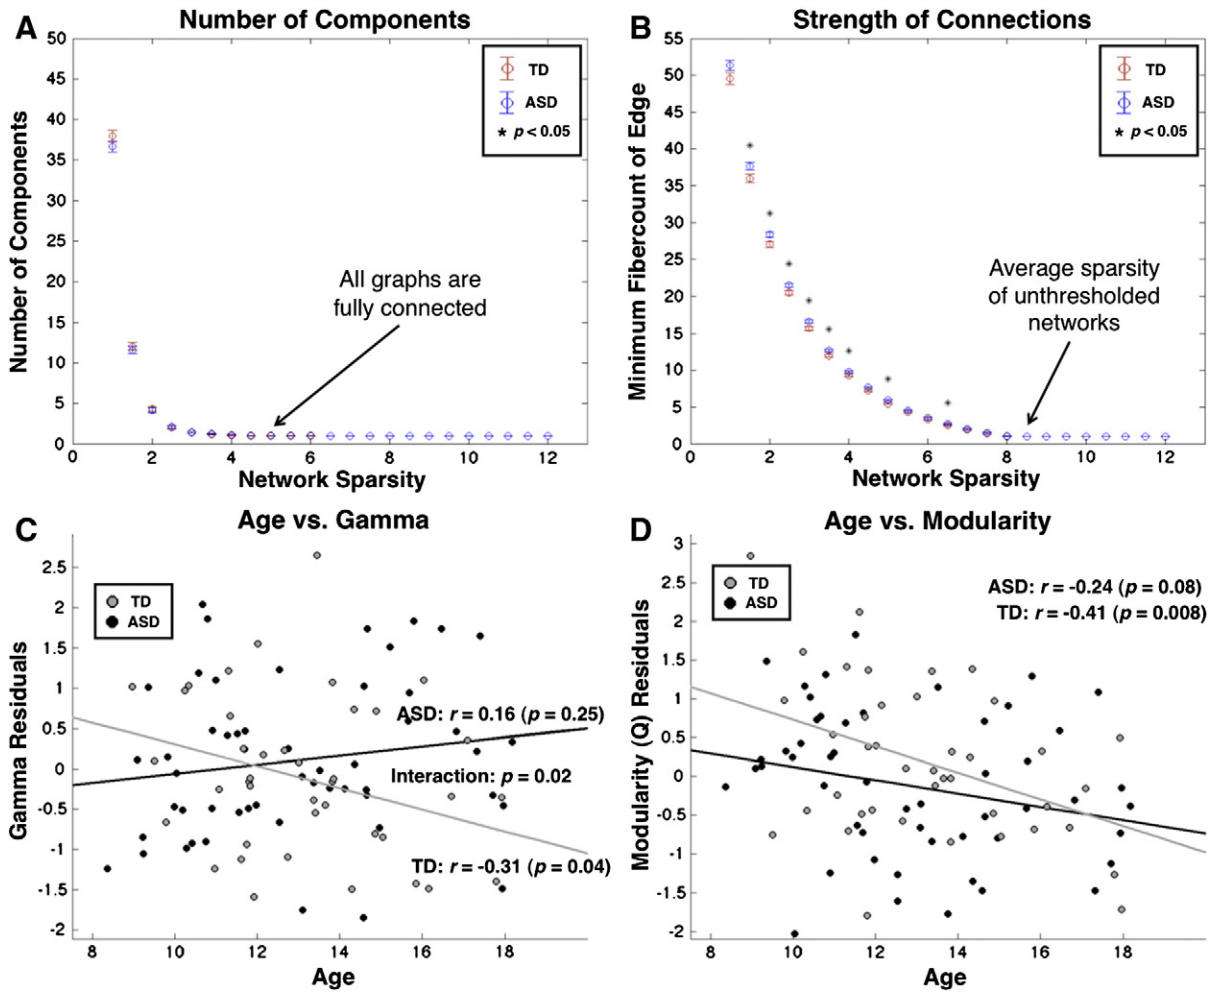 A
Number of Components
50
45
40
35
30
25
20
15
10
5
0
Number of Components
TD
ASD
* p < 0.05
All graphs are
fully connected
0 2 4 6 8 10 12
Network Sparsity
B
Strength of Connections
55
50
45
40
35
30
25
20
15
10
5
0
Minimum Fibercount of Edge
TD
ASD
* p < 0.05
Average sparsity
of unthresholded
networks
0 2 4 6 8 10 12
Network Sparsity
C
Age vs. Gamma
2.5
2
1.5
1
0.5
0
-0.5
-1
-1.5
-2
Gamma Residuals
TD
ASD
ASD: r = 0.16 (p = 0.25)
Interaction: p = 0.02
TD: r = -0.31 (p = 0.04)
8 10 12 14 16 18
Age
D
Age vs. Modularity
3
2.5
2
1.5
1
0.5
0
-0.5
-1
-1.5
-2
Modularity (Q) Residuals
TD
ASD
ASD: r = -0.24 (p = 0.08)
TD: r = -0.41 (p = 0.008)
8 10 12 14 16 18
Age